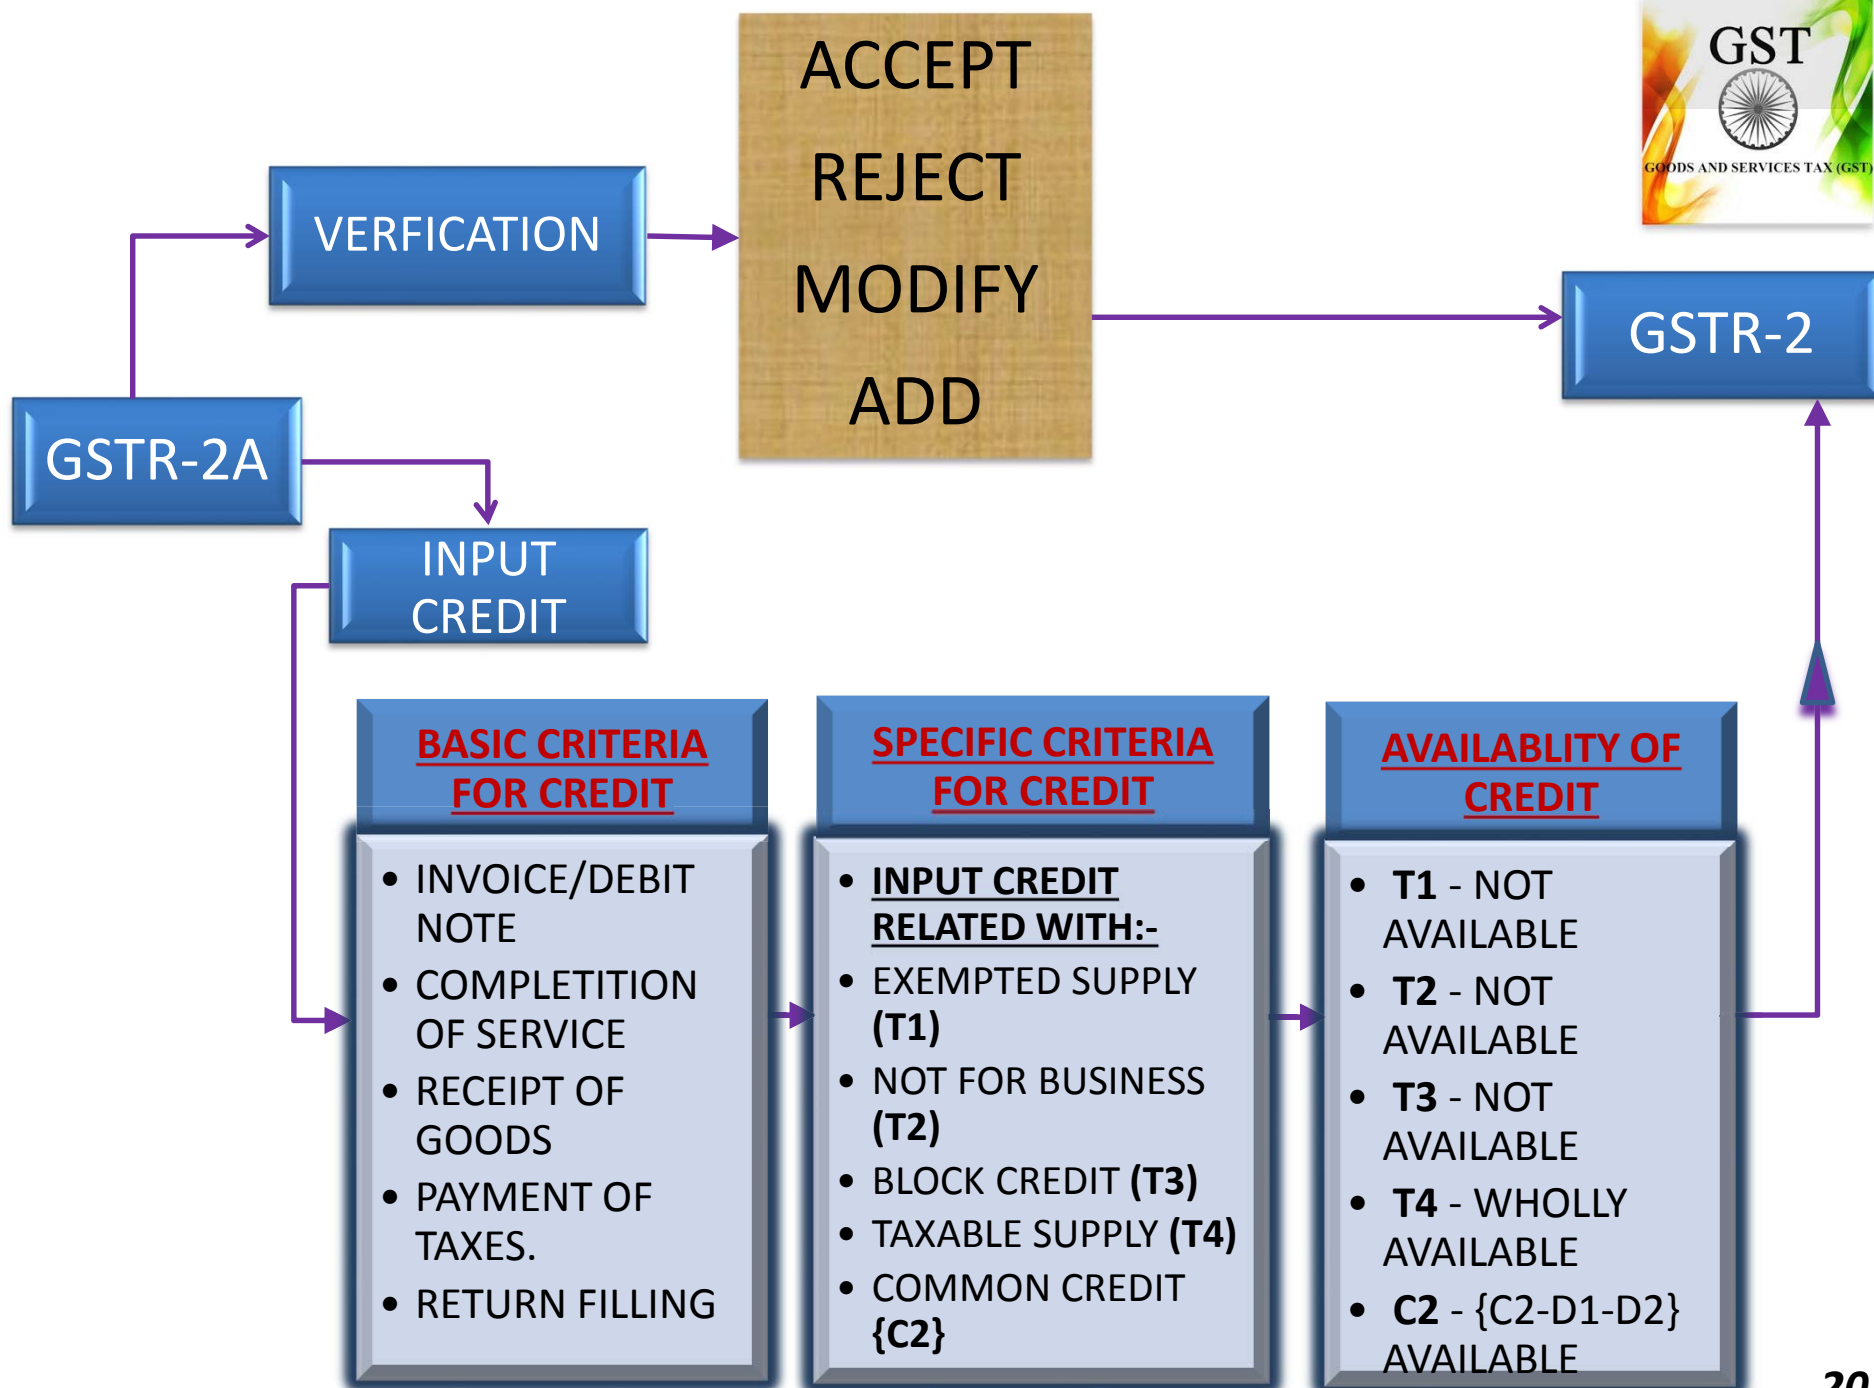 ACCEPT
REJECT
MODIFY
ADD
GST
GOODS AND SERVICES TAX (GST)
VERFICATION
GSTR-2
GSTR-2A
INPUT
CREDIT
BASIC CRITERIA
FOR CREDIT
• INVOICE/DEBIT
NOTE
• COMPLETITION
OF SERVICE
• RECEIPT OF
GOODS
• PAYMENT OF
TAXES.
• RETURN FILLING
SPECIFIC CRITERIA
FOR CREDIT
• INPUT CREDIT
RELATED WITH:-
• EXEMPTED SUPPLY
(T1)
• NOT FOR BUSINESS
(T2)
• BLOCK CREDIT (T3)
• TAXABLE SUPPLY (T4)
• COMMON CREDIT
{C2}
AVAILABLITY OF
CREDIT
• T1 - NOT
AVAILABLE
• T2 - NOT
AVAILABLE
• T3 - NOT
AVAILABLE
• T4 - WHOLLY
AVAILABLE
• C2 - {C2-D1-D2}
AVAILABLE
20